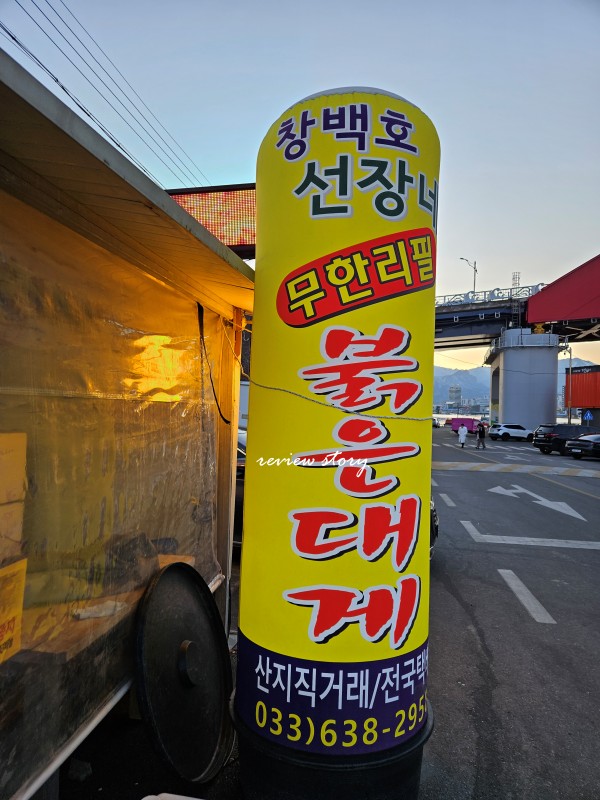 창백호
선장네
무한리필
붉은대게
review story
산지직거래/전국택
033)638-295